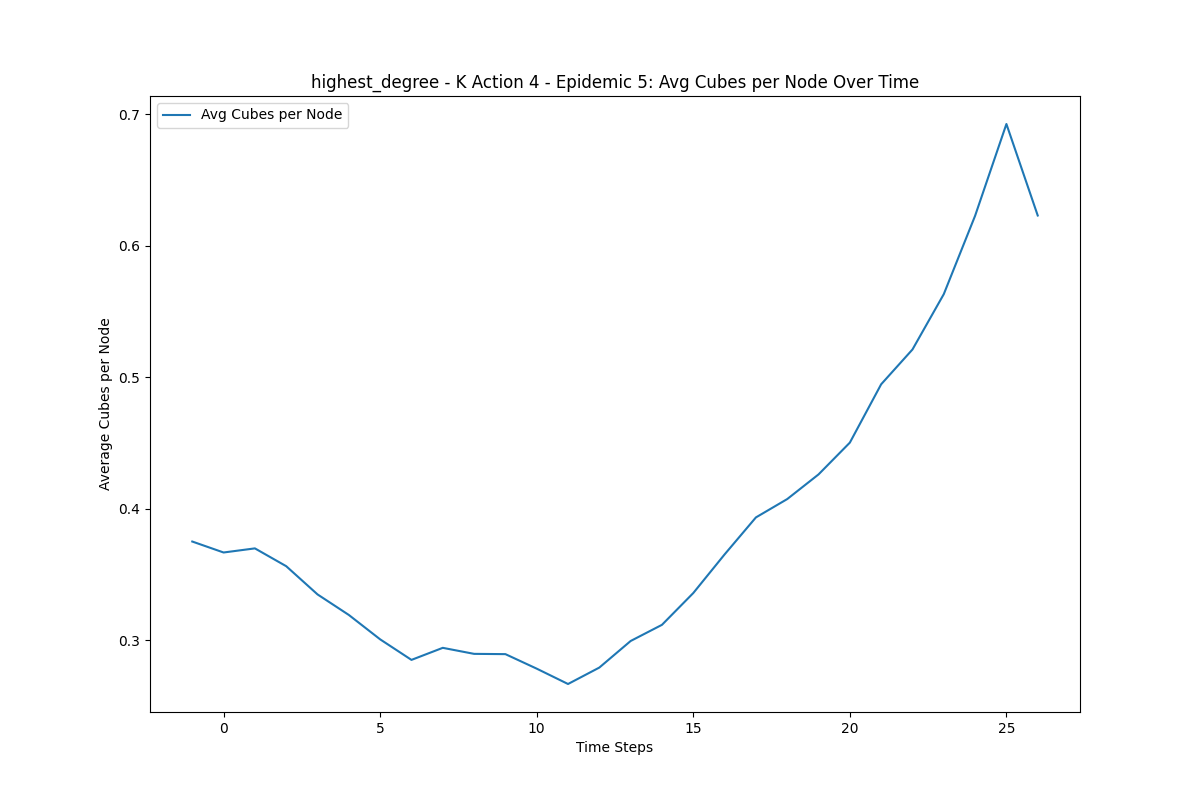 highest_degree - K Action 4 - Epidemic 5: Avg Cubes per Node Over Time
Avg Cubes per Node
Average Cubes per Node
0.7
0.6
0.5
0.4
0.3
0 5 10 15 20 25
Time Steps